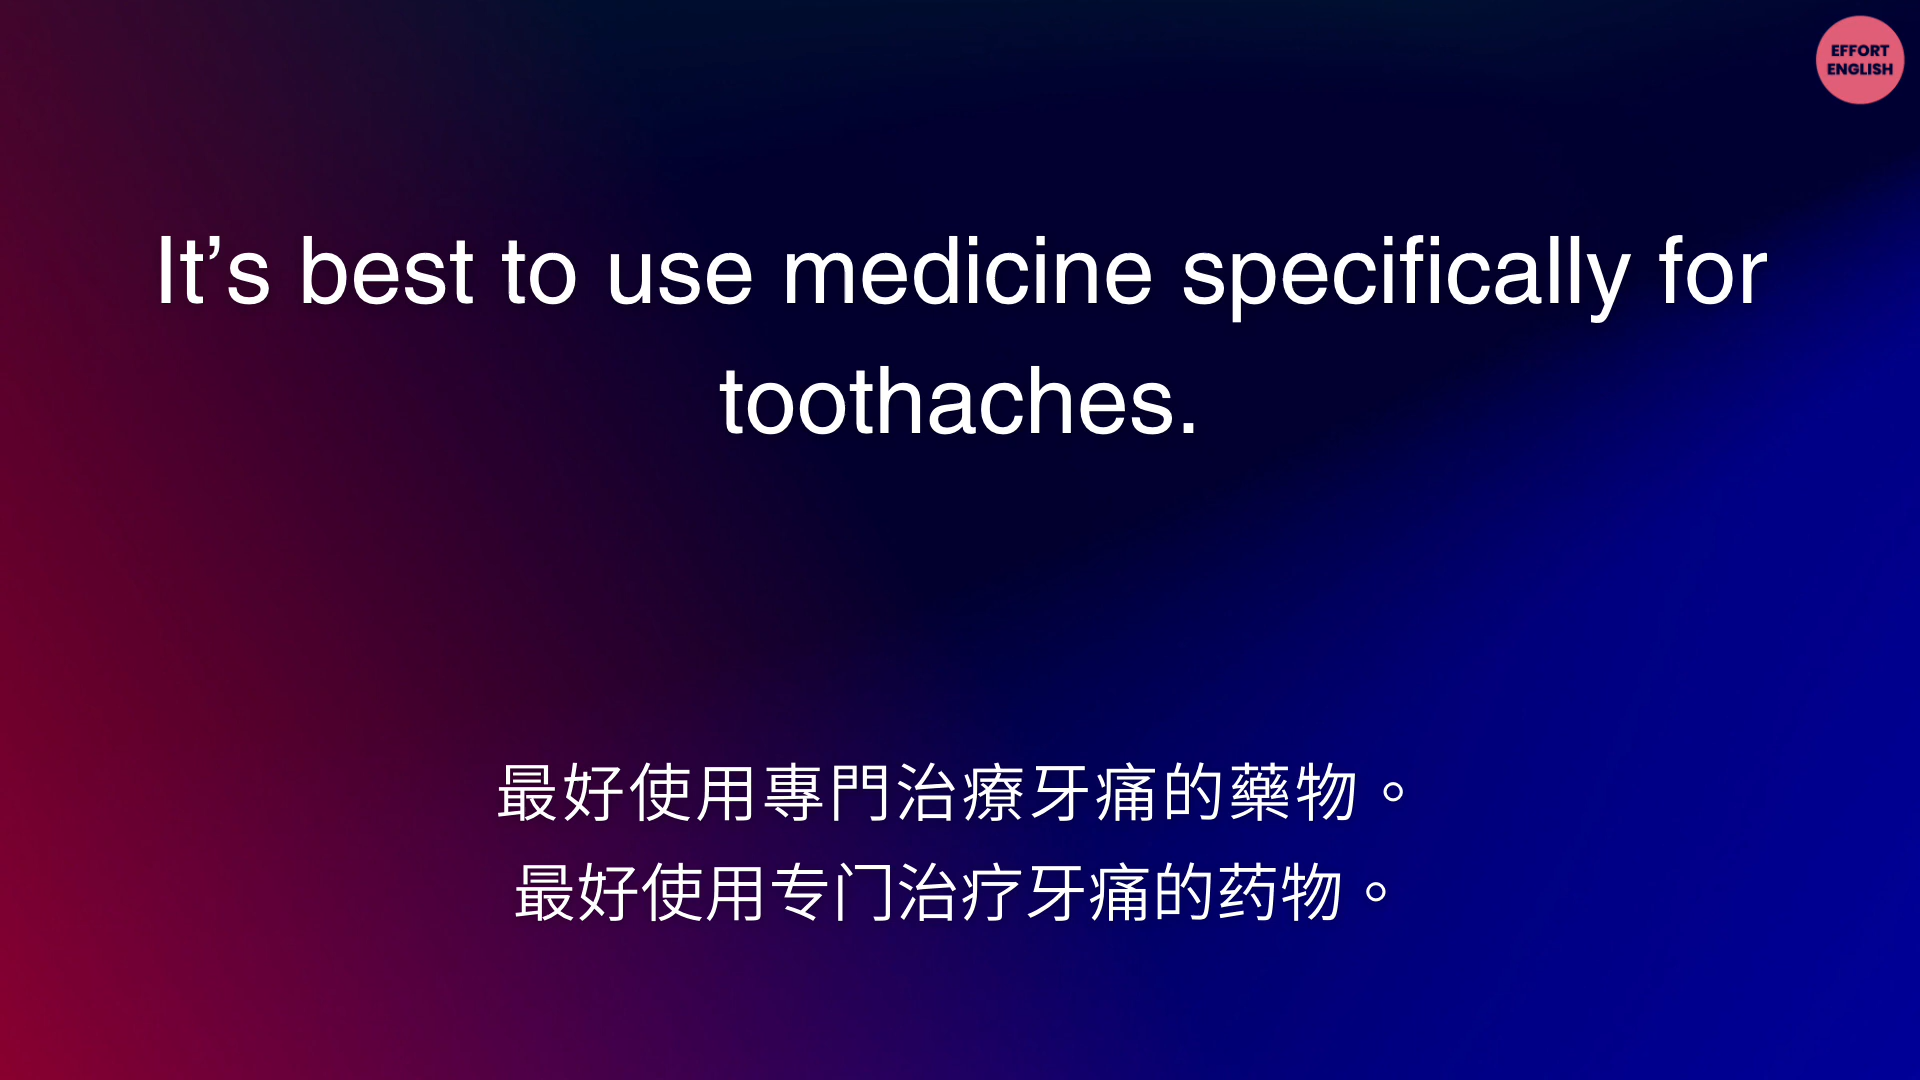 EFFORT
ENGLISH
It’s best to use medicine specifically for
toothaches.
最好使用專門治療牙痛的藥物。
最好使用专门治疗牙痛的药物。